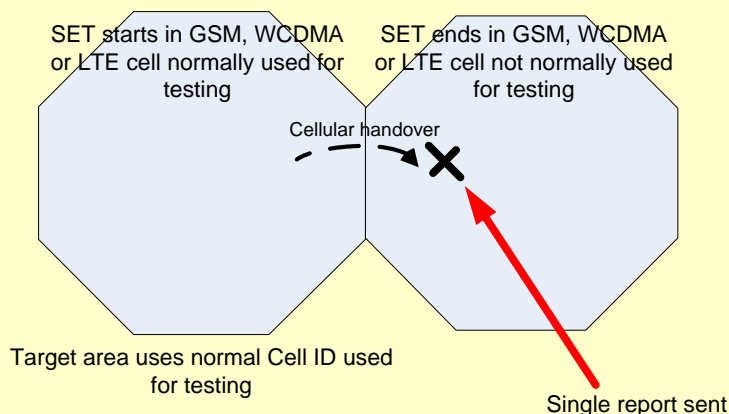 SET starts in GSM, WCDMA
or LTE cell normally used for
testing
SET ends in GSM, WCDMA
or LTE cell not normally used
for testing
Cellular handover
Target area uses normal Cell ID used
for testing
Single report sent